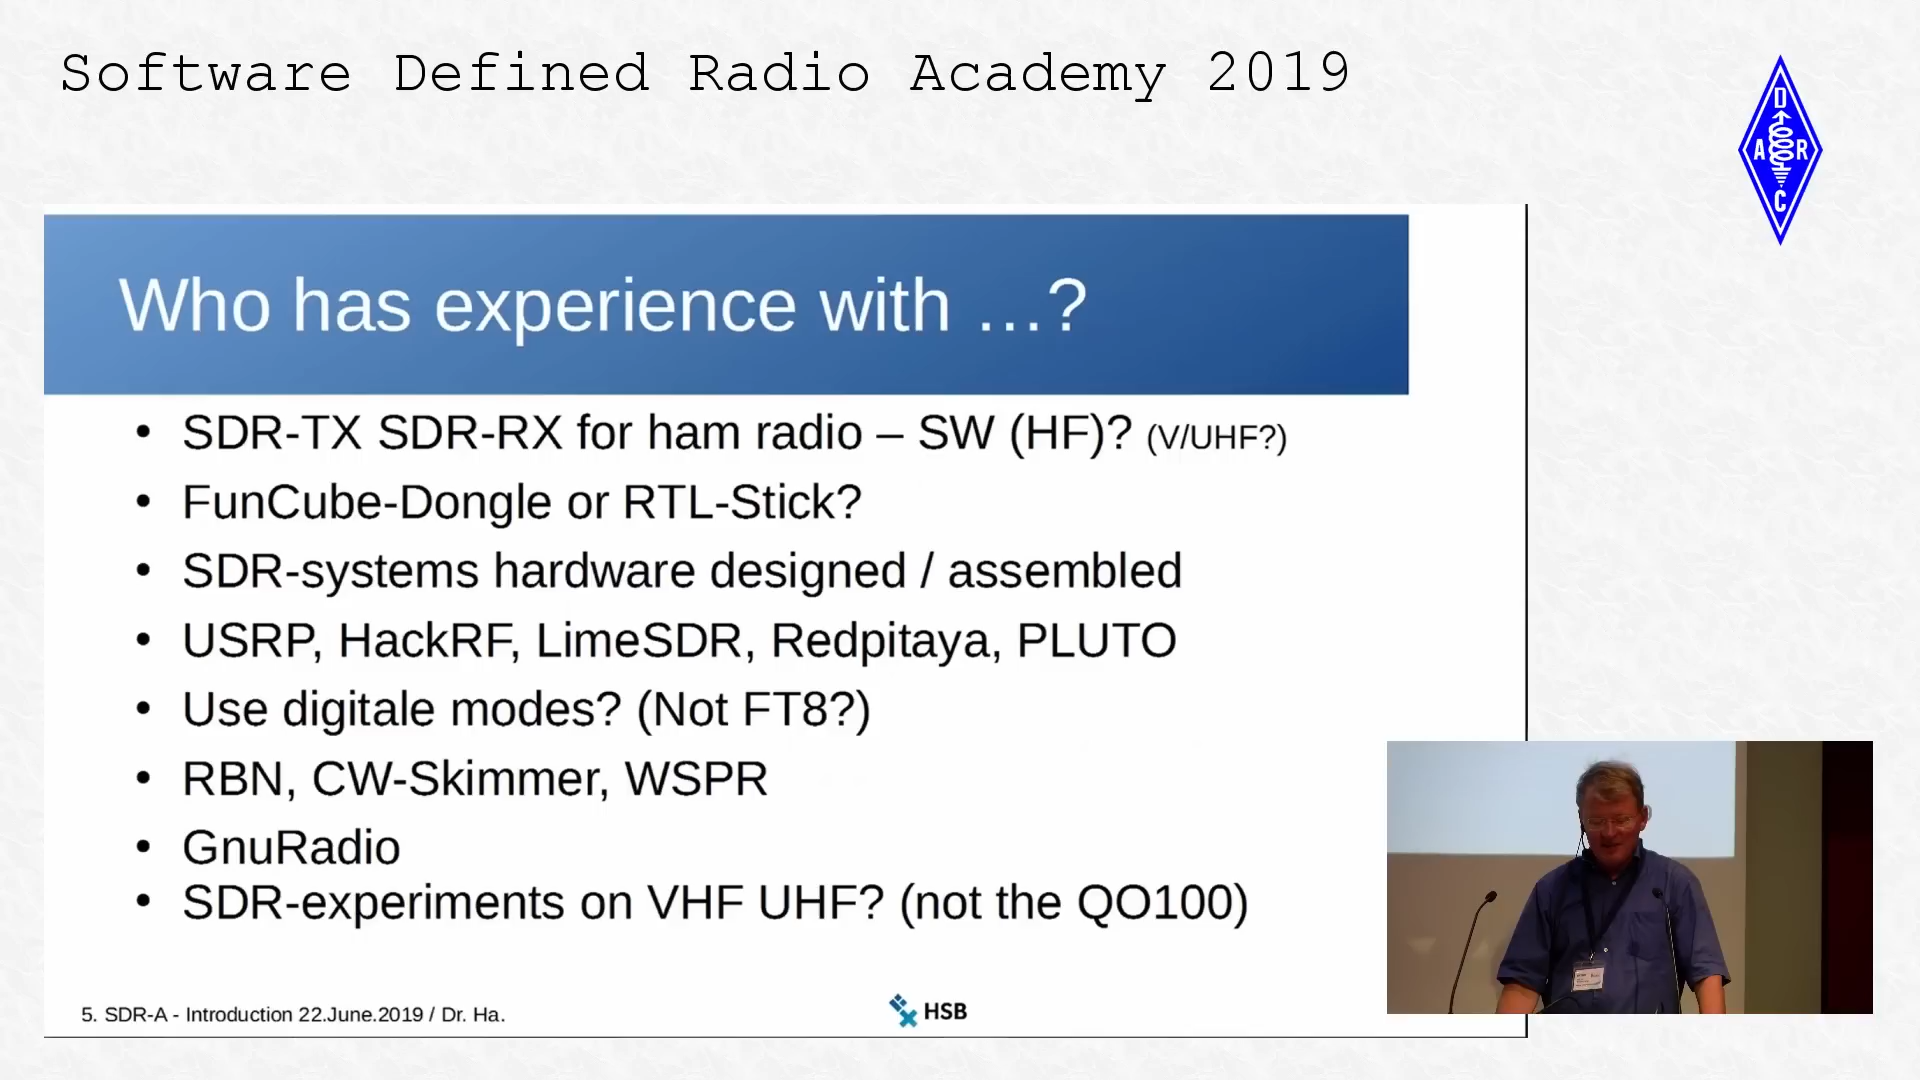 Software Defined Radio Academy 2019
D
A R
C
Who has experience with …?
• SDR-TX SDR-RX for ham radio – SW (HF)? (V/UHF?)
• FunCube-Dongle or RTL-Stick?
• SDR-systems hardware designed / assembled
• USRP, HackRF, LimeSDR, Redpitaya, PLUTO
• Use digitale modes? (Not FT8?)
• RBN, CW-Skimmer, WSPR
• GnuRadio
• SDR-experiments on VHF UHF? (not the QO100)
5. SDR-A - Introduction 22.June.2019 / Dr. Ha.
HSB